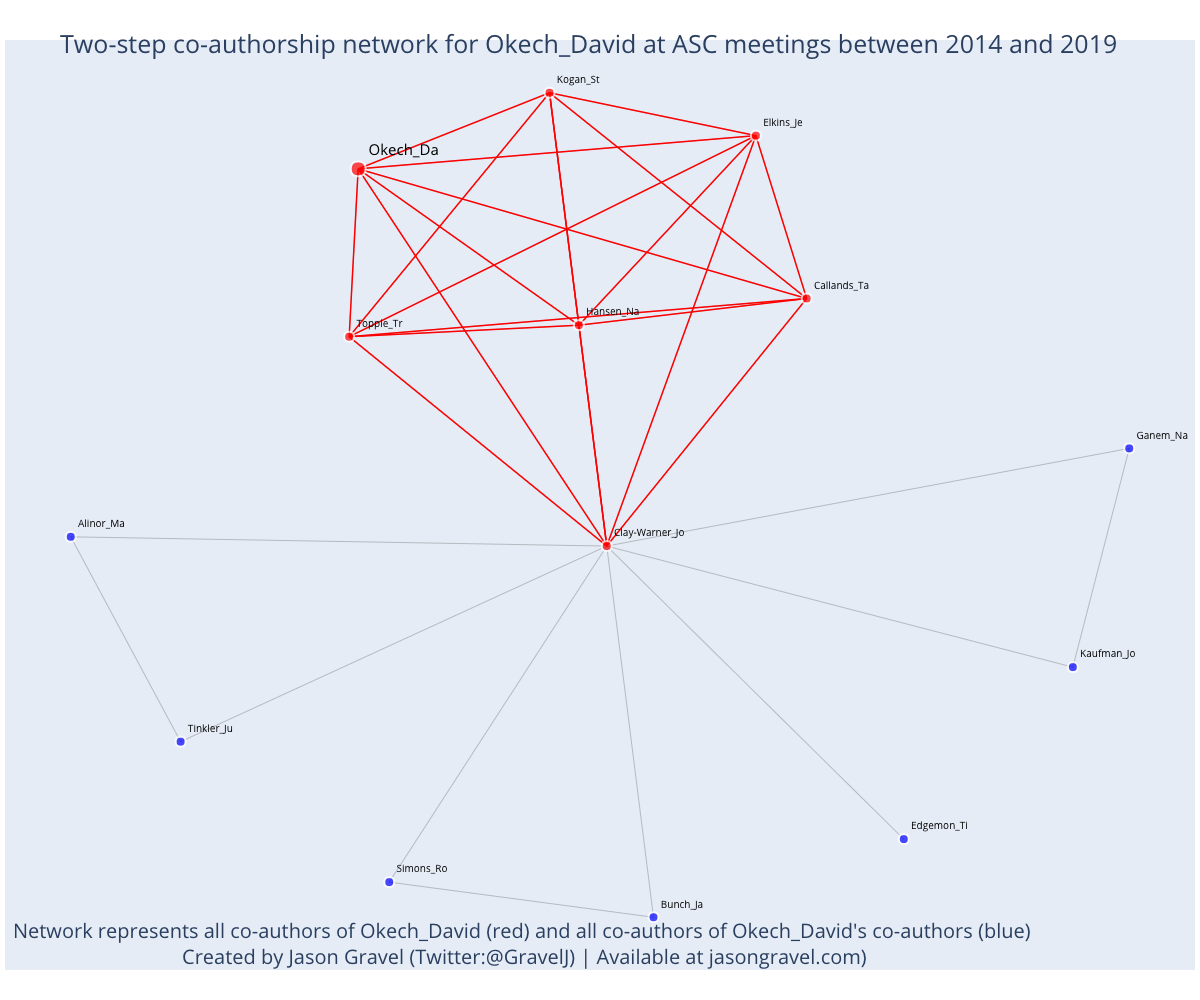 Two-step co-authorship network for Okech_David at ASC meetings between 2014 and 2019
Kogan_St
Elkins_Je
Okech_Da
Callands_Ta
Hansen_Na
Topple_Tr
Ganem_Na
Alinor_Ma
Clay-Warner_Jo
Kaufman_Jo
Tinkler_Ju
Edgemon_Ti
Simons_Ro
Bunch_Ja
Network represents all co-authors of Okech_David (red) and all co-authors of Okech_David's co-authors (blue)
Created by Jason Gravel (Twitter:@GravelJ) | Available at jasongravel.com)